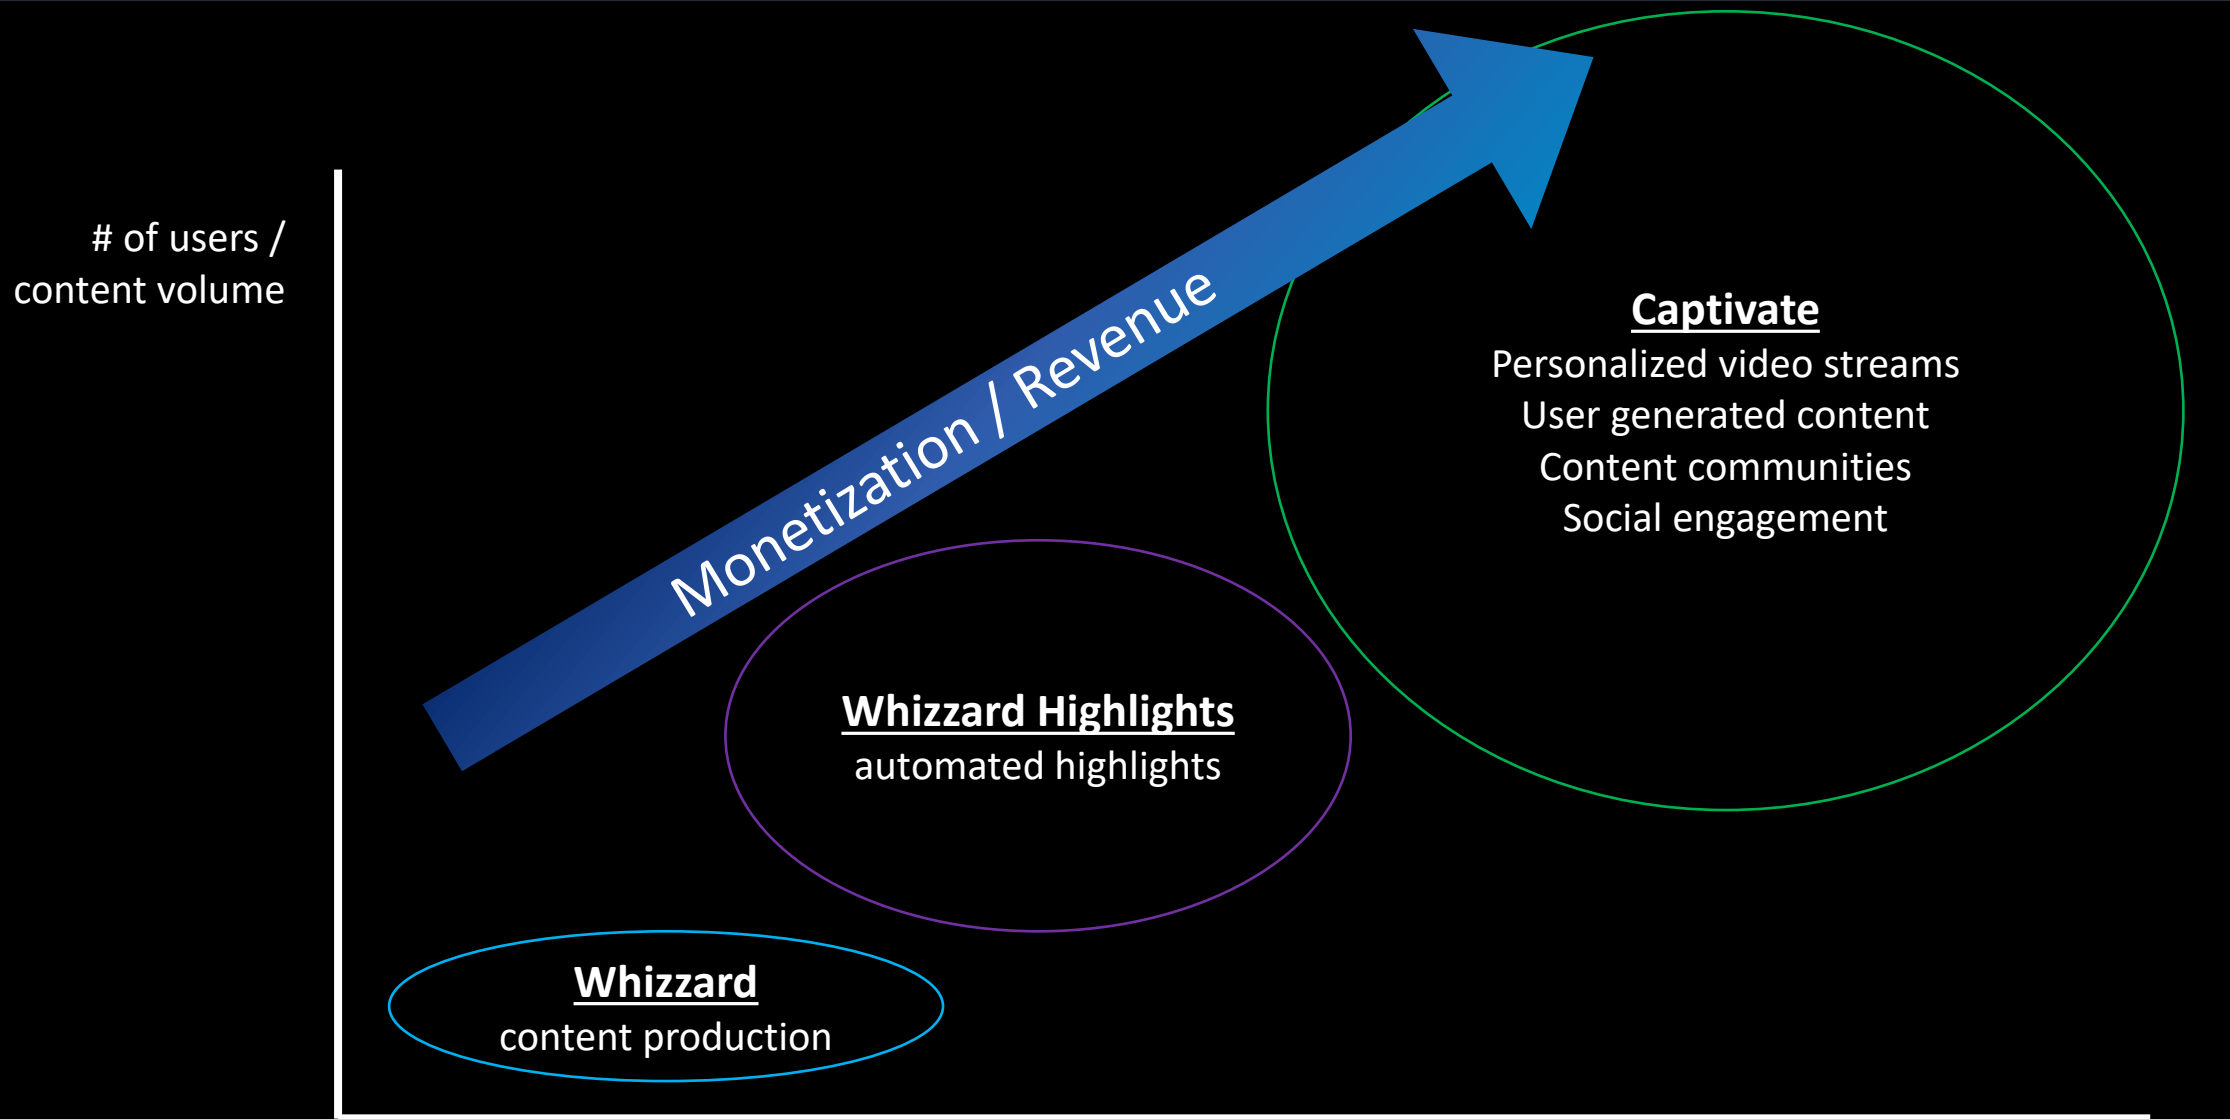 # of users /
content volume
Monetization / Revenue
Captivate
Personalized video streams
User generated content
Content communities
Social engagement
Whizzard Highlights
automated highlights
Whizzard
content production